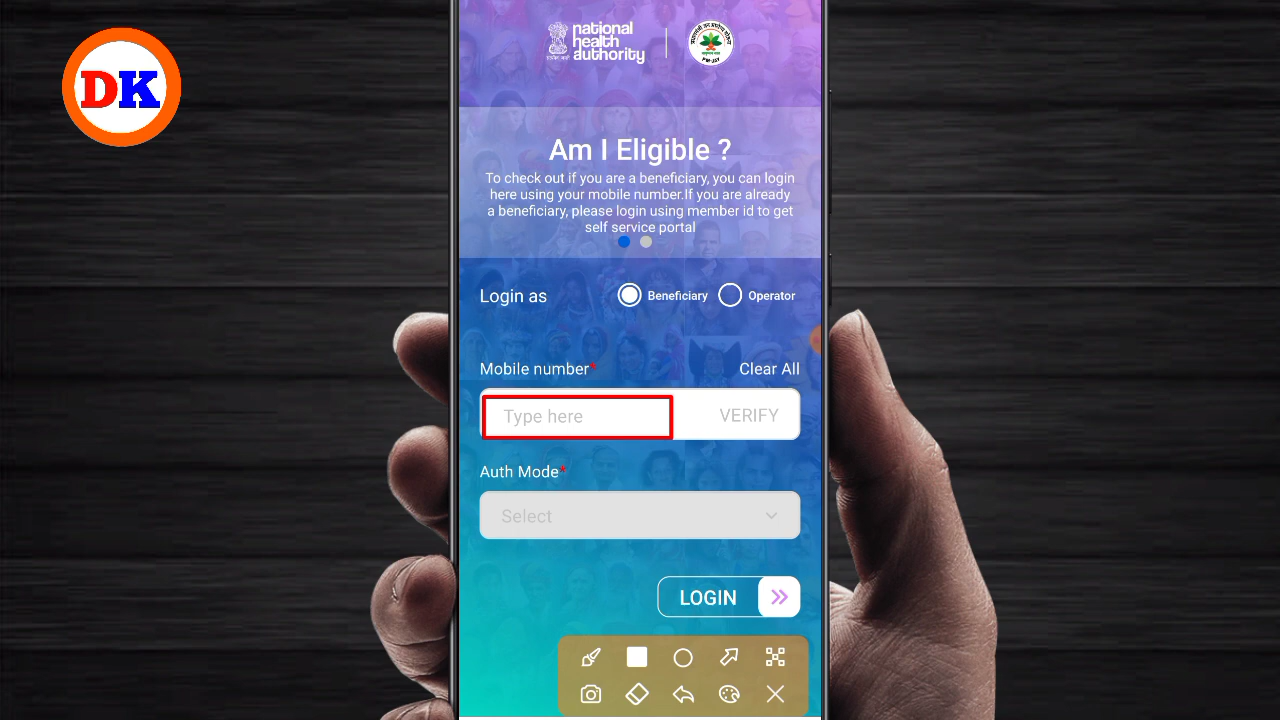 DK
national
health
authority
PM-JAY
Am I Eligible ?
To check out if you are a beneficiary, you can login
here using your mobile number.If you are already
a beneficiary, please login using member id to get
self service portal
Login as
Beneficiary
Operator
Mobile number*
Clear All
Type here
VERIFY
Auth Mode*
Select
LOGIN